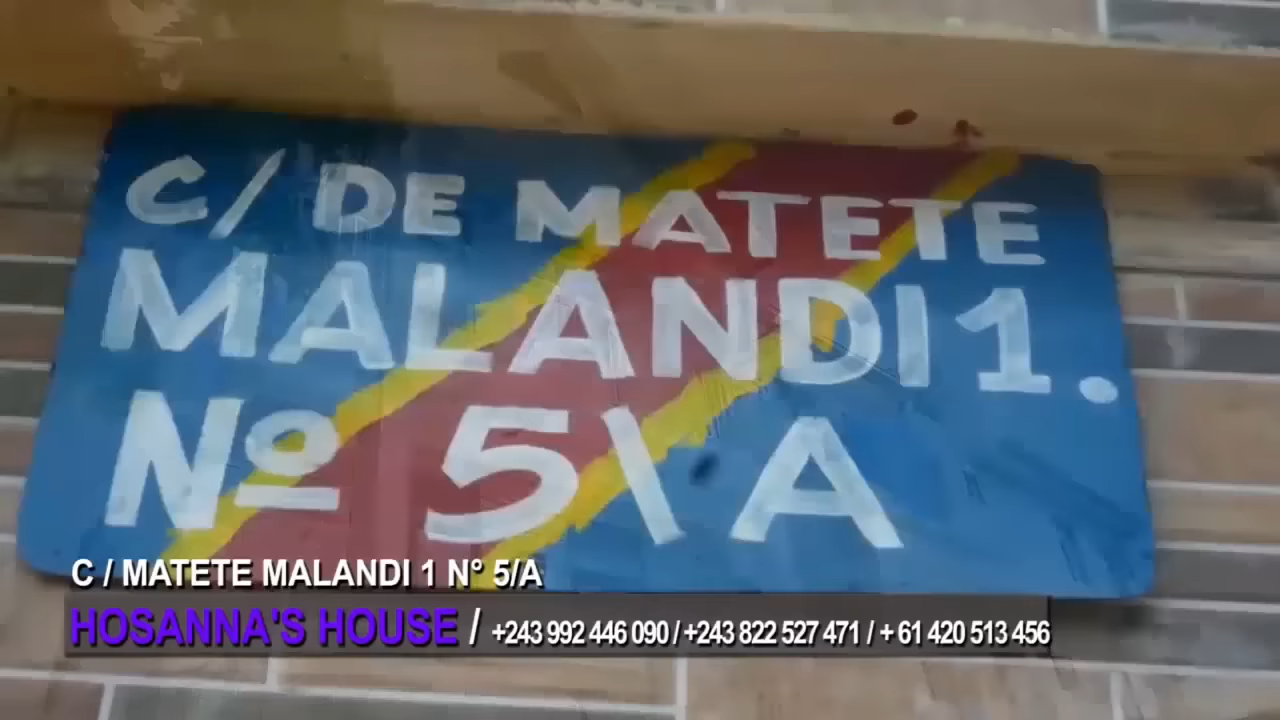 C/ DE MATETE
MALANDI 1.
Nº 5\A
C / MATETE MALANDI 1 N° 5/A
HOSANNA'S HOUSE / +243 992 446 090 / +243 822 527 471 / + 61 420 513 456